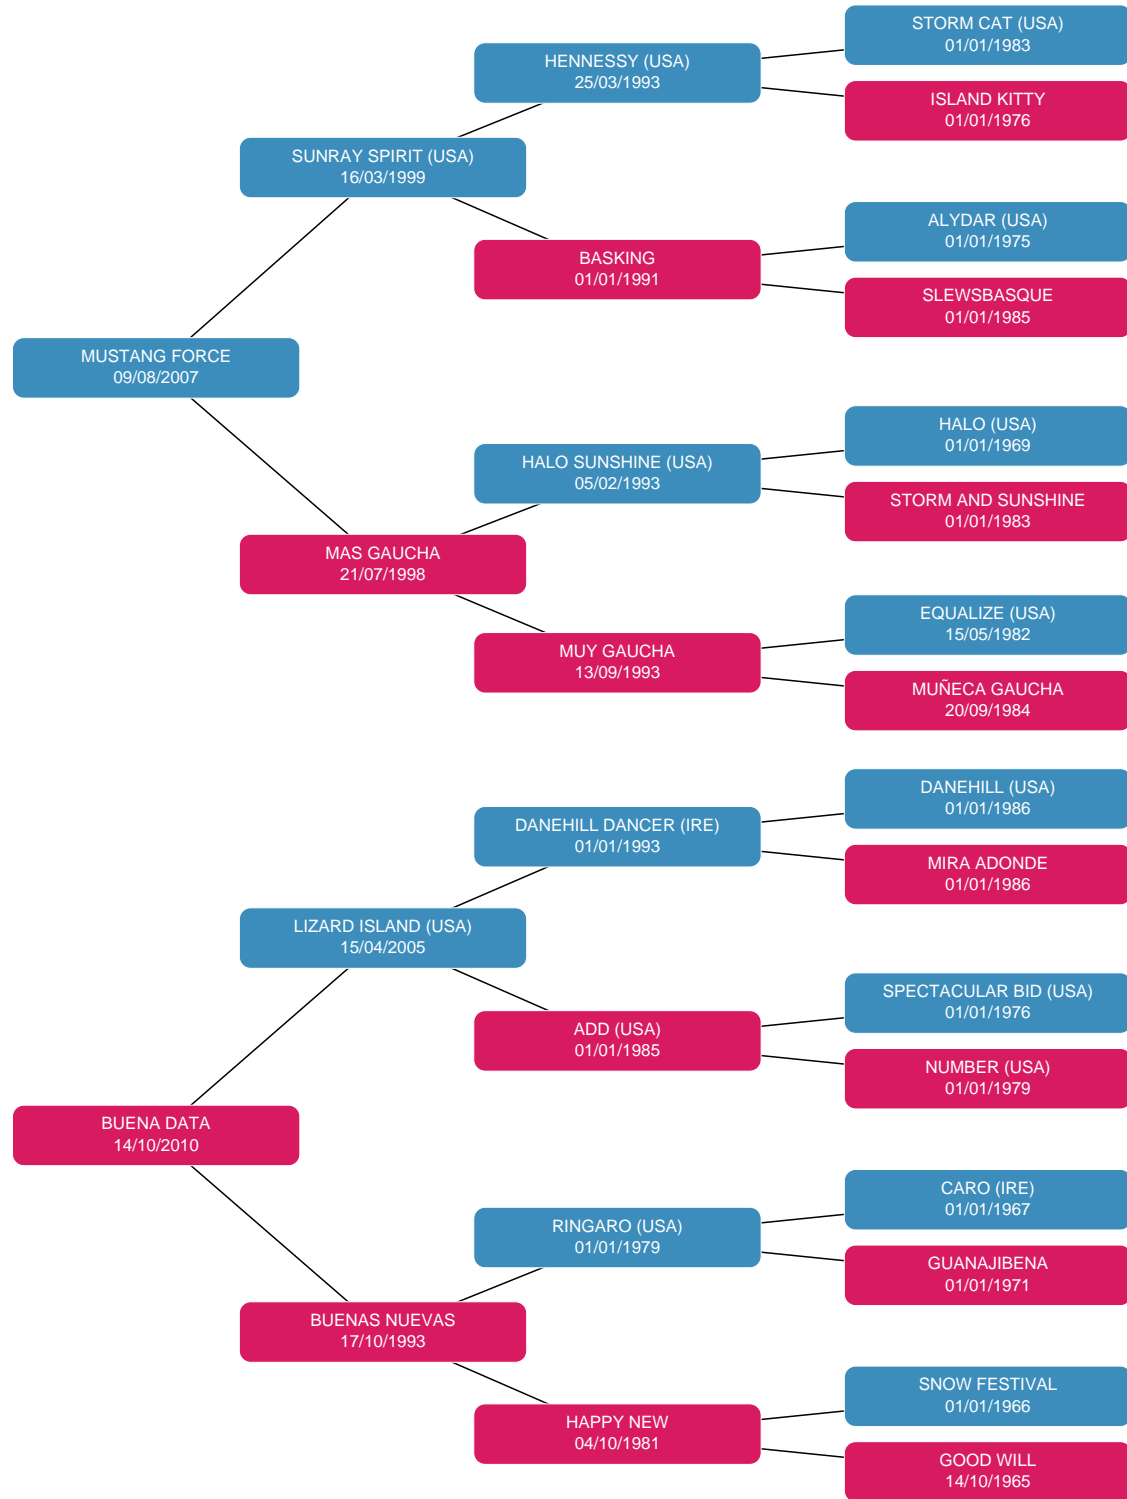 STORM CAT (USA)
01/01/1983
HENNESSY (USA)
25/03/1993
ISLAND KITTY
01/01/1976
SUNRAY SPIRIT (USA)
16/03/1999
ALYDAR (USA)
01/01/1975
BASKING
01/01/1991
SLEWSBASQUE
01/01/1985
MUSTANG FORCE
09/08/2007
HALO (USA)
01/01/1969
HALO SUNSHINE (USA)
05/02/1993
STORM AND SUNSHINE
01/01/1983
MAS GAUCHA
21/07/1998
EQUALIZE (USA)
15/05/1982
MUY GAUCHA
13/09/1993
MUÑECA GAUCHA
20/09/1984
DANEHILL (USA)
01/01/1986
DANEHILL DANCER (IRE)
01/01/1993
MIRA ADONDE
01/01/1986
LIZARD ISLAND (USA)
15/04/2005
SPECTACULAR BID (USA)
01/01/1976
ADD (USA)
01/01/1985
NUMBER (USA)
01/01/1979
BUENA DATA
14/10/2010
CARO (IRE)
01/01/1967
RINGARO (USA)
01/01/1979
GUANAJIBENA
01/01/1971
BUENAS NUEVAS
17/10/1993
SNOW FESTIVAL
01/01/1966
HAPPY NEW
04/10/1981
GOOD WILL
14/10/1965